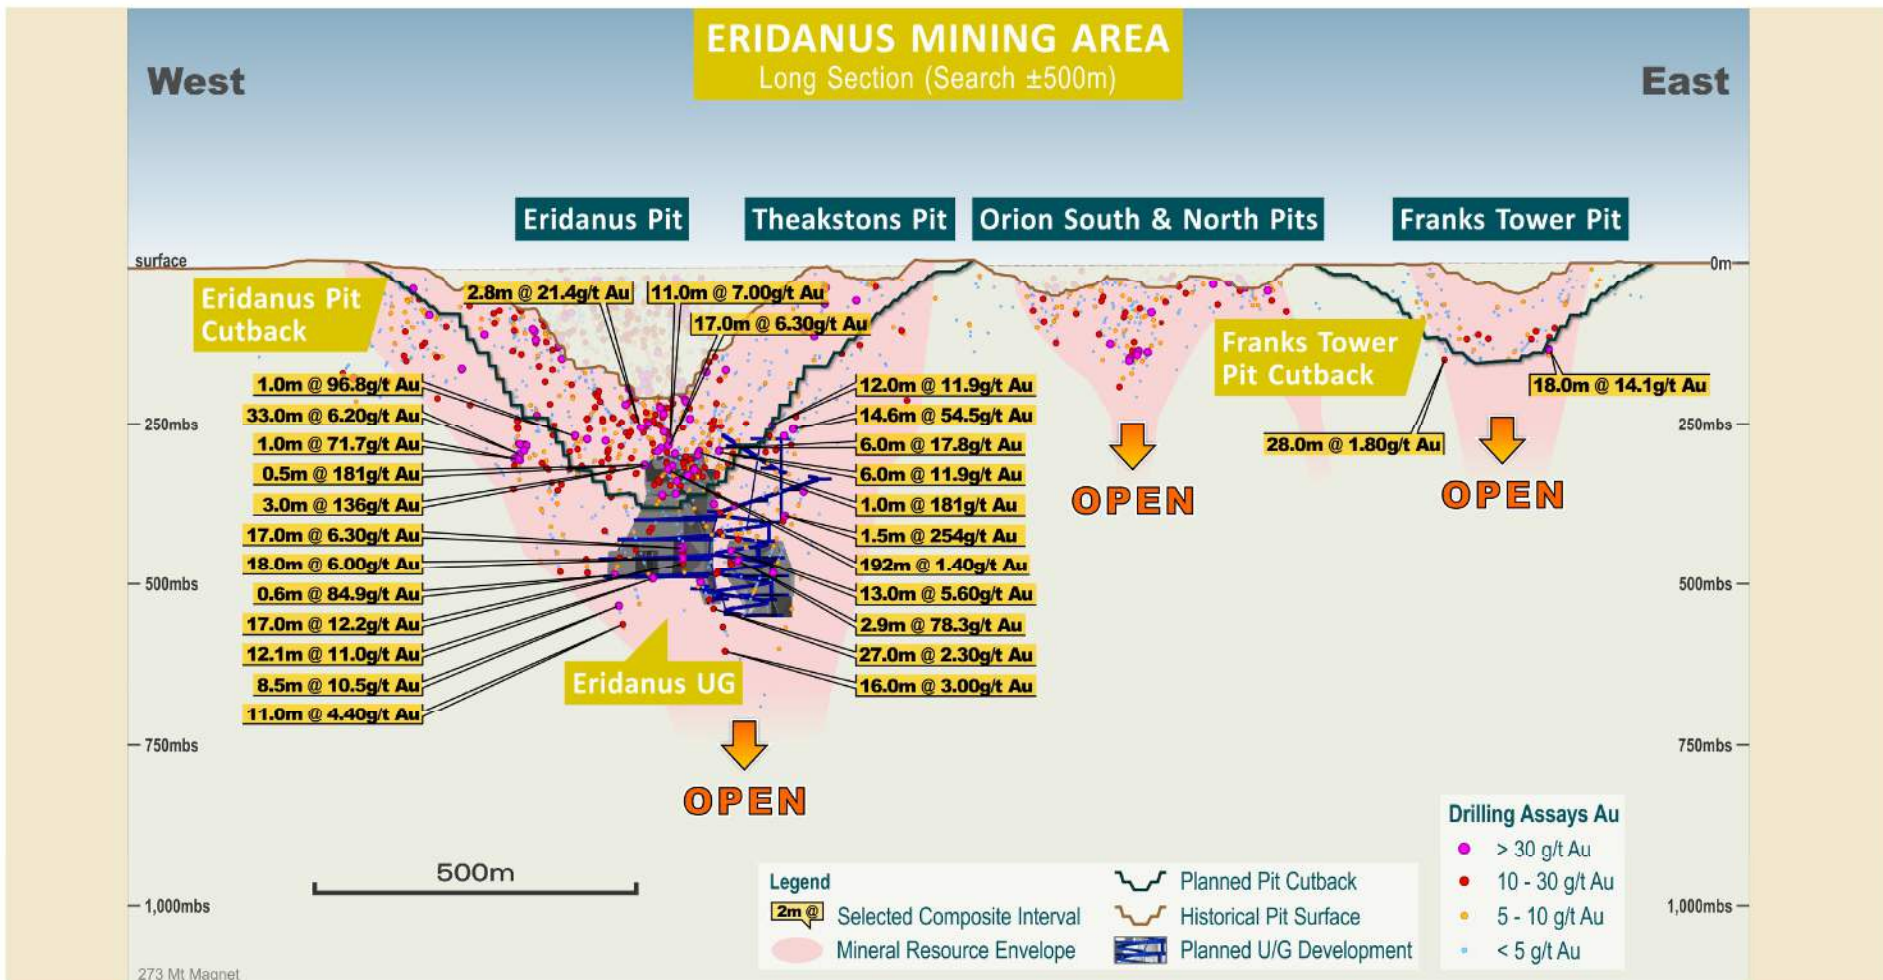 ERIDANUS MINING AREA
Long Section (Search ±500m)
West
East
Eridanus Pit
Theakstons Pit
Orion South & North Pits
Franks Tower Pit
surface
0m
Eridanus Pit
Cutback
2.8m @ 21.4g/t Au
11.0m @ 7.00g/t Au
17.0m @ 6.30g/t Au
Franks Tower
Pit Cutback
1.0m @ 96.8g/t Au
33.0m @ 6.20g/t Au
1.0m @ 71.7g/t Au
0.5m @ 181g/t Au
3.0m @ 136g/t Au
17.0m @ 6.30g/t Au
18.0m @ 6.00g/t Au
0.6m @ 84.9g/t Au
17.0m @ 12.2g/t Au
12.1m @ 11.0g/t Au
8.5m @ 10.5g/t Au
11.0m @ 4.40g/t Au
12.0m @ 11.9g/t Au
14.6m @ 54.5g/t Au
6.0m @ 17.8g/t Au
6.0m @ 11.9g/t Au
1.0m @ 181g/t Au
1.5m @ 254g/t Au
192m @ 1.40g/t Au
13.0m @ 5.60g/t Au
2.9m @ 78.3g/t Au
27.0m @ 2.30g/t Au
16.0m @ 3.00g/t Au
18.0m @ 14.1g/t Au
28.0m @ 1.80g/t Au
250mbs
250mbs
OPEN
OPEN
500mbs
500mbs
Eridanus UG
750mbs
750mbs
OPEN
500m
1,000mbs
1,000mbs
Legend
2m @
Selected Composite Interval
Mineral Resource Envelope
Planned Pit Cutback
Historical Pit Surface
Planned U/G Development
Drilling Assays Au
> 30 g/t Au
10 - 30 g/t Au
5 - 10 g/t Au
< 5 g/t Au
273 Mt Magnet